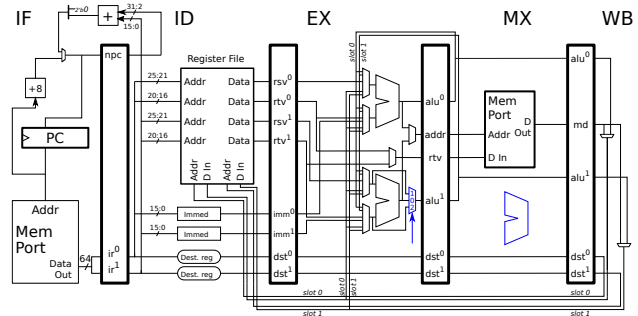 IF ID EX MX WB
2'b0
+
31:2
15:0
+8
npc
PC
Addr
Mem
Port
Data
Out
64
ir⁰
ir¹
Register File
25:21 Addr Data rsv⁰
20:16 Addr Data rtv⁰
25:21 Addr Data rsv¹
20:16 Addr Data rtv¹
Addr
D In
Addr
D In
15:0 Immed imm⁰
15:0 Immed imm¹
Dest. reg dst⁰
Dest. reg dst¹
slot 0
slot 1
1
0
2
alu⁰
addr
rtv
alu¹
dst⁰
dst¹
Mem
Port
D
Out
Addr
D In
alu⁰
md
alu¹
dst⁰
dst¹
slot 0
slot 1
slot 0
slot 1
slot 0
slot 1